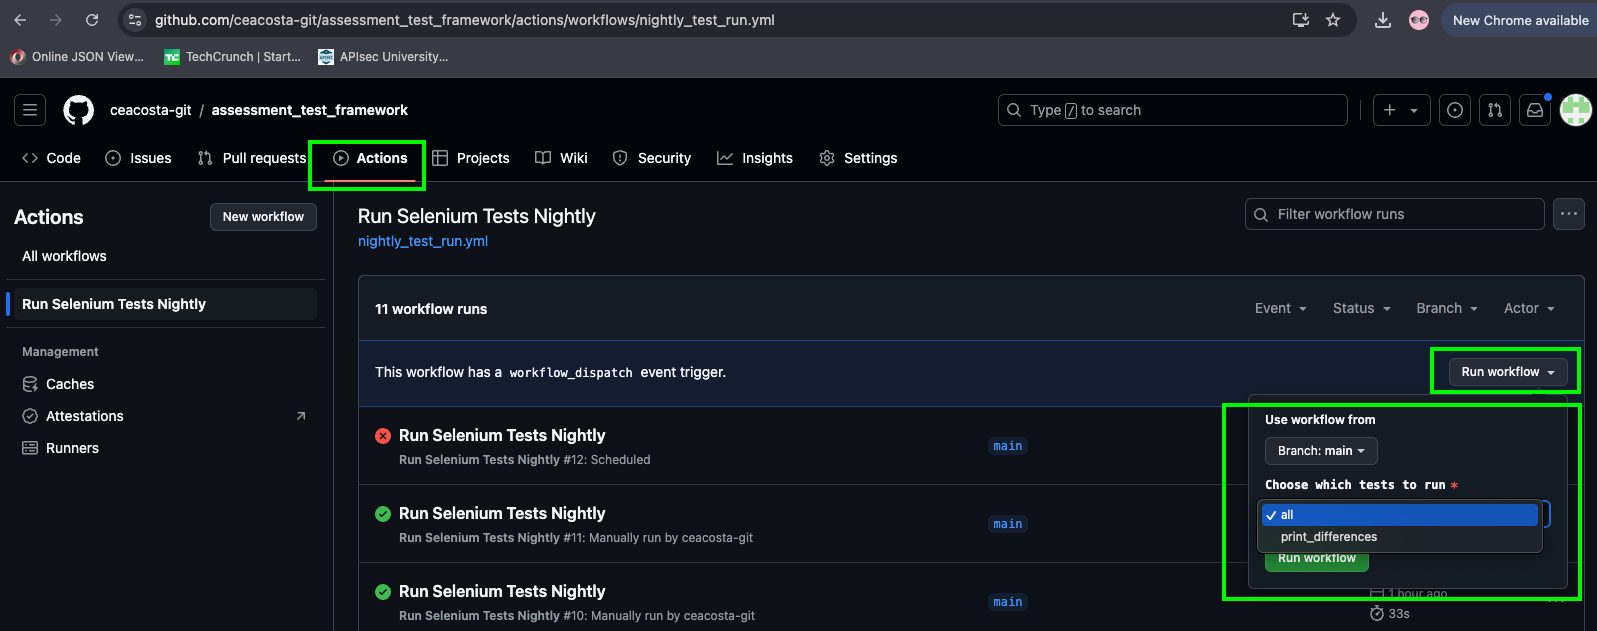 github.com/ceacosta-git/assessment_test_framework/actions/workflows/nightly_test_run.yml
New Chrome available
Online JSON View...
TechCrunch | Start...
APIsec University...
ceacosta-git / assessment_test_framework
Type / to search
Code
Issues
Pull requests
Actions
Projects
Wiki
Security
Insights
Settings
Actions
New workflow
All workflows
Run Selenium Tests Nightly
Management
Caches
Attestations
Runners
Run Selenium Tests Nightly
nightly_test_run.yml
Filter workflow runs
11 workflow runs
Event
Status
Branch
Actor
This workflow has a workflow_dispatch event trigger.
Run workflow
Use workflow from
Branch: main
Choose which tests to run *
all
print_differences
Run workflow
Run Selenium Tests Nightly
Run Selenium Tests Nightly #12: Scheduled
main
Run Selenium Tests Nightly
Run Selenium Tests Nightly #11: Manually run by ceacosta-git
main
Run Selenium Tests Nightly
Run Selenium Tests Nightly #10: Manually run by ceacosta-git
main
1 hour ago
33s